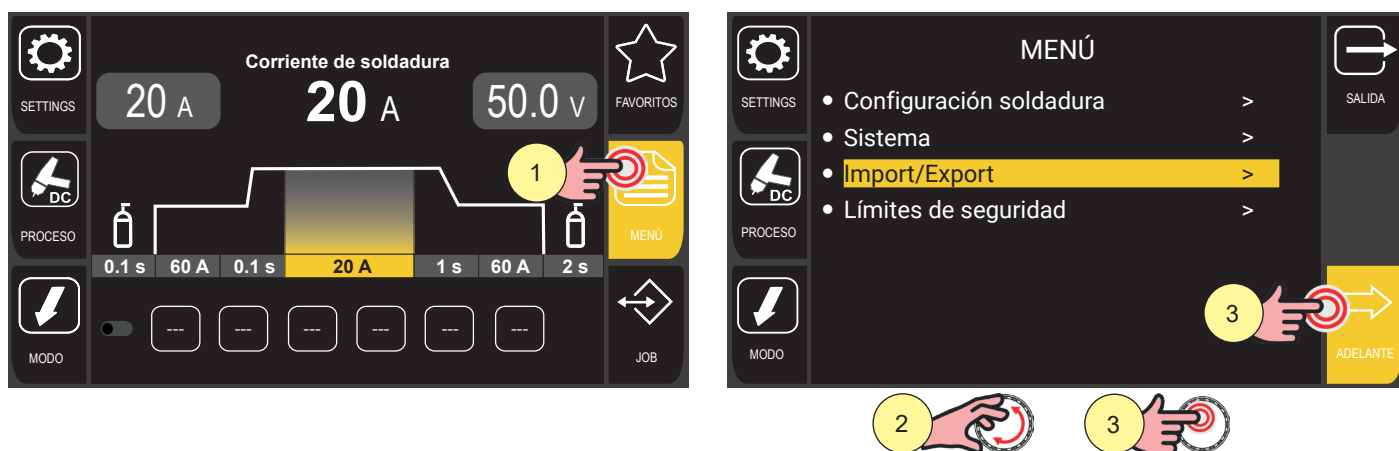 SETTINGS
Corriente de soldadura
20 A
20 A
50.0 V
FAVORITOS
1
DC
PROCESO
MENÚ
0.1 s 60 A 0.1 s 20 A 1 s 60 A 2 s
--- --- --- --- --- ---
MODO
JOB
SETTINGS
MENÚ
SALIDA
• Configuración soldadura >
• Sistema >
• Import/Export >
• Límites de seguridad >
DC
PROCESO
MODO
3
ADELANTE
2
3